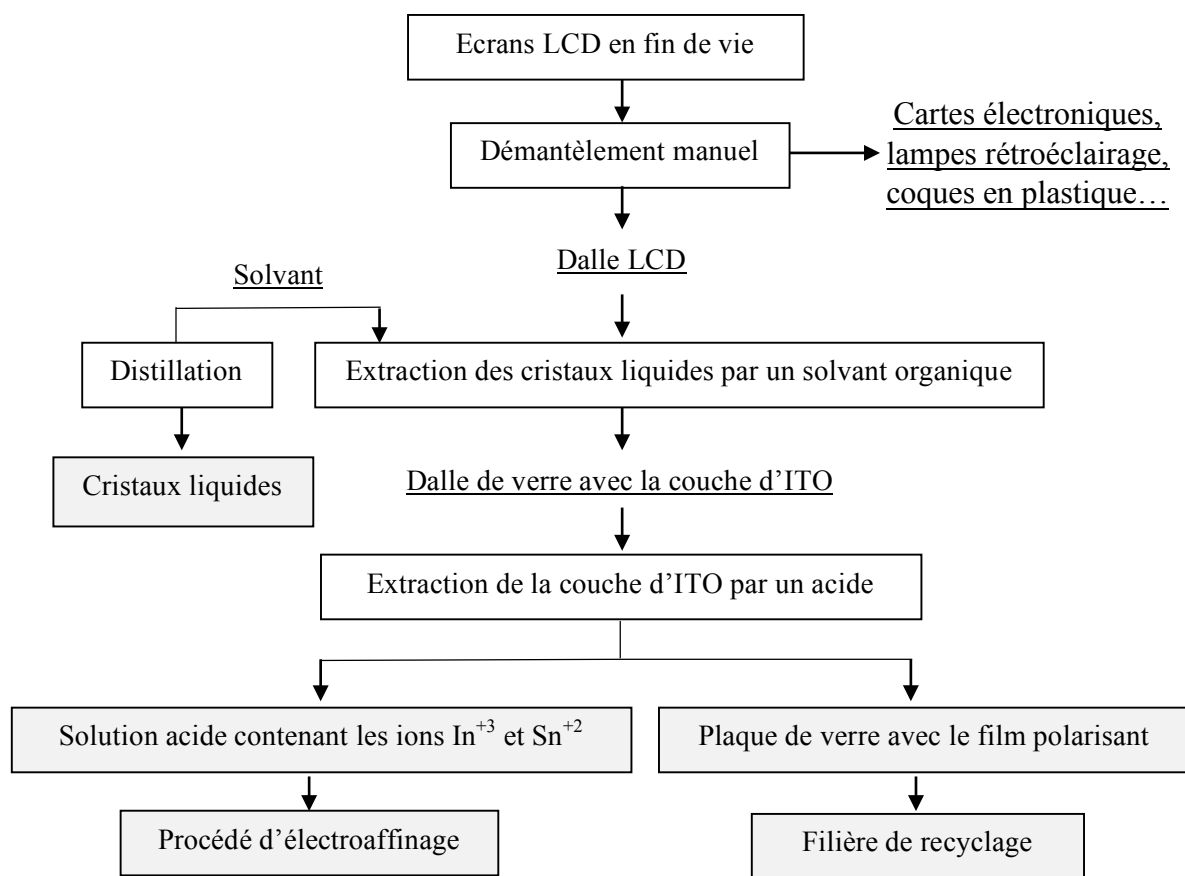 Ecrans LCD en fin de vie
Démantèlement manuel
Cartes électroniques,
lampes rétroéclairage,
coques en plastique…
Dalle LCD
Solvant
Distillation
Extraction des cristaux liquides par un solvant organique
Cristaux liquides
Dalle de verre avec la couche d’ITO
Extraction de la couche d’ITO par un acide
Solution acide contenant les ions In+3 et Sn+2
Plaque de verre avec le film polarisant
Procédé d’électroaffinage
Filière de recyclage